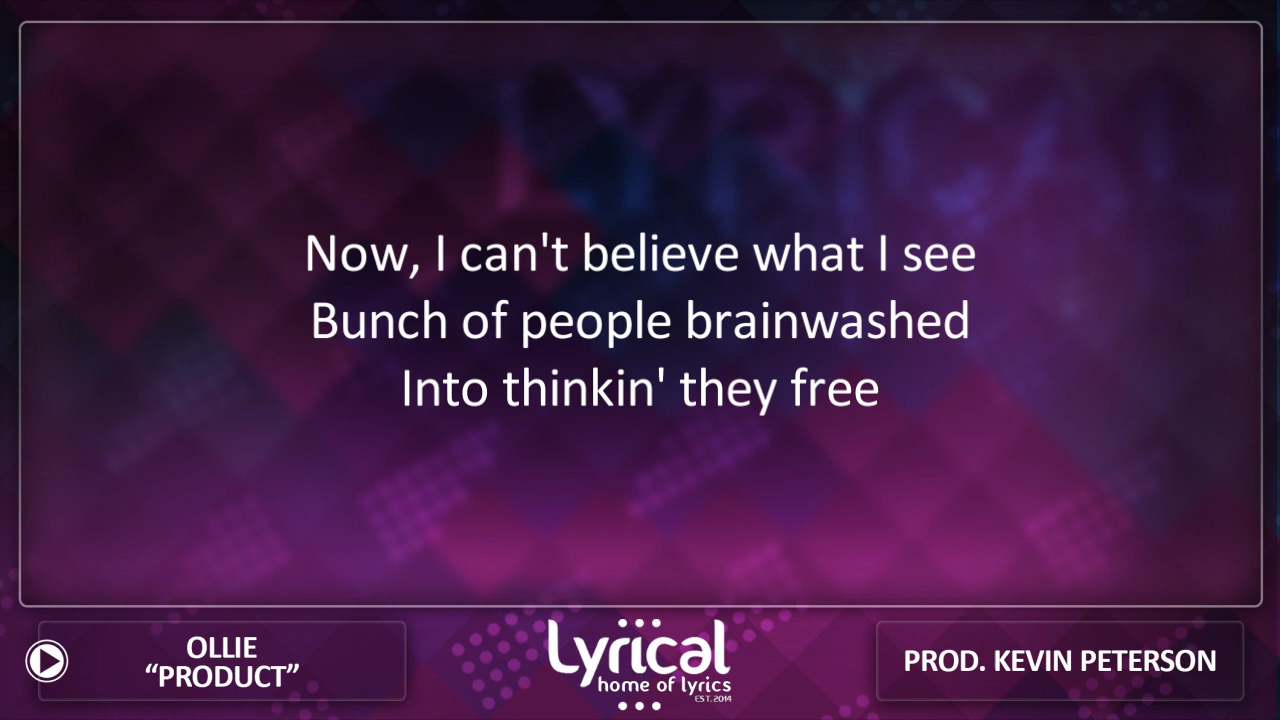 LYRICAL
Now, I can't believe what I see
Bunch of people brainwashed
Into thinkin' they free
OLLIE
“PRODUCT”
Lyrical
home of lyrics
EST. 2014
PROD. KEVIN PETERSON